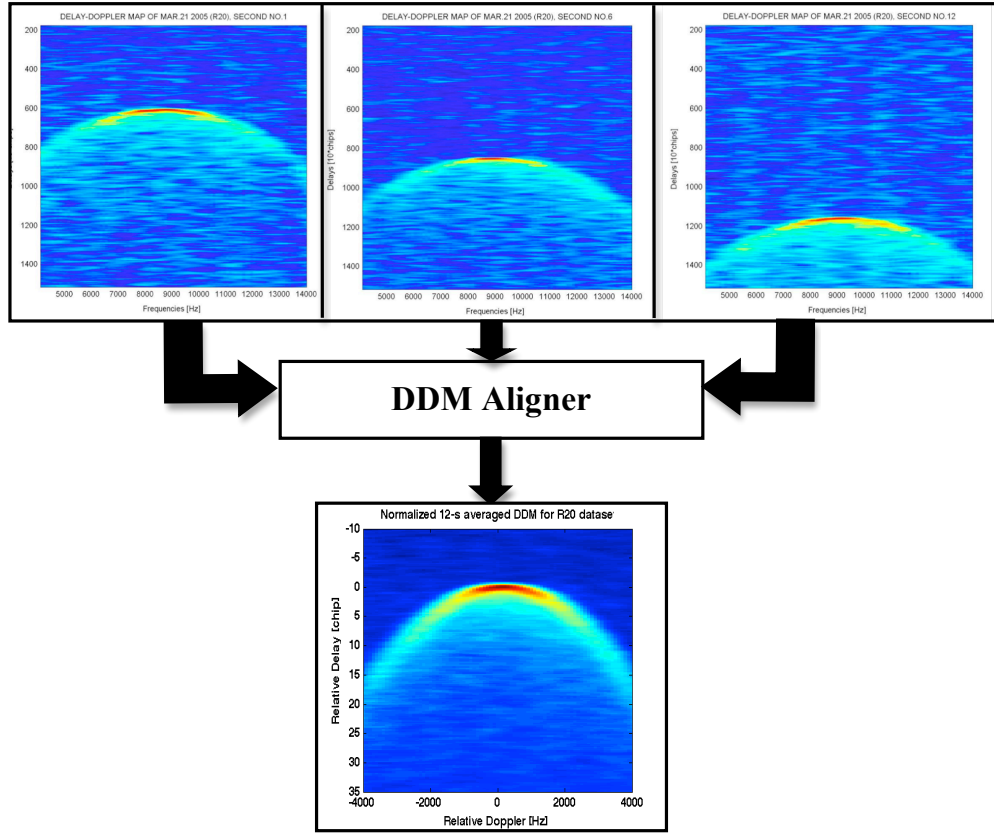 DELAY-DOPPLER MAP OF MAR.21 2005 (R20), SECOND NO.1
200
400
600
800
1000
1200
1400
5000 6000 7000 8000 9000 10000 11000 12000 13000 14000
Frequencies [Hz]
DELAY-DOPPLER MAP OF MAR.21 2005 (R20), SECOND NO.6
Delays [10*chips]
200
400
600
800
1000
1200
1400
5000 6000 7000 8000 9000 10000 11000 12000 13000 14000
Frequencies [Hz]
DELAY-DOPPLER MAP OF MAR.21 2005 (R20), SECOND NO.12
Delays [10*chips]
200
400
600
800
1000
1200
1400
5000 6000 7000 8000 9000 10000 11000 12000 13000 14000
Frequencies [Hz]
DDM Aligner
Normalized 12-s averaged DDM for R20 datase
Relative Delay [chip]
-10
-5
0
5
10
15
20
25
30
35
-4000 -2000 0 2000 4000
Relative Doppler [Hz]